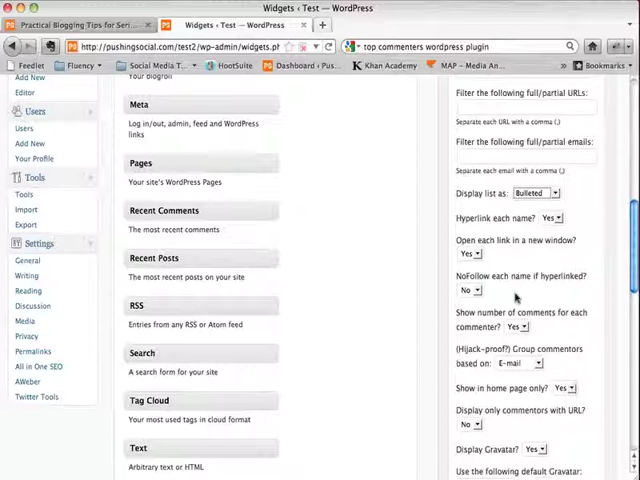 Widgets ‹ Test — WordPress
Practical Blogging Tips for Seri...
Widgets ‹ Test — WordPress
http://pushingsocial.com/test2/wp-admin/widgets.ph
top commenters wordpress plugin
Feedlet
Fluency
Social Media T...
HootSuite
Dashboard ‹ Pushi...
Khan Academy
MAP – Media An...
Bookmarks
Add New
Editor
Users
Users
Add New
Your Profile
Tools
Tools
Import
Export
Settings
General
Writing
Reading
Discussion
Media
Privacy
Permalinks
All in One SEO
AWeber
Twitter Tools
Your blogroll
Meta
Log in/out, admin, feed and WordPress
links
Pages
Your site's WordPress Pages
Recent Comments
The most recent comments
Recent Posts
The most recent posts on your site
RSS
Entries from any RSS or Atom feed
Search
A search form for your site
Tag Cloud
Your most used tags in cloud format
Text
Arbitrary text or HTML
Filter the following full/partial URLs:
Separate each URL with a comma (,)
Filter the following full/partial emails:
Separate each email with a comma (,)
Display list as: Bulleted
Hyperlink each name? Yes
Open each link in a new window?
Yes
NoFollow each name if hyperlinked?
No
Show number of comments for each
commenter? Yes
(Hijack-proof?) Group commentors
based on: E-mail
Show in home page only? Yes
Display only commentors with URL?
No
Display Gravatar? Yes
Use the following default Gravatar: